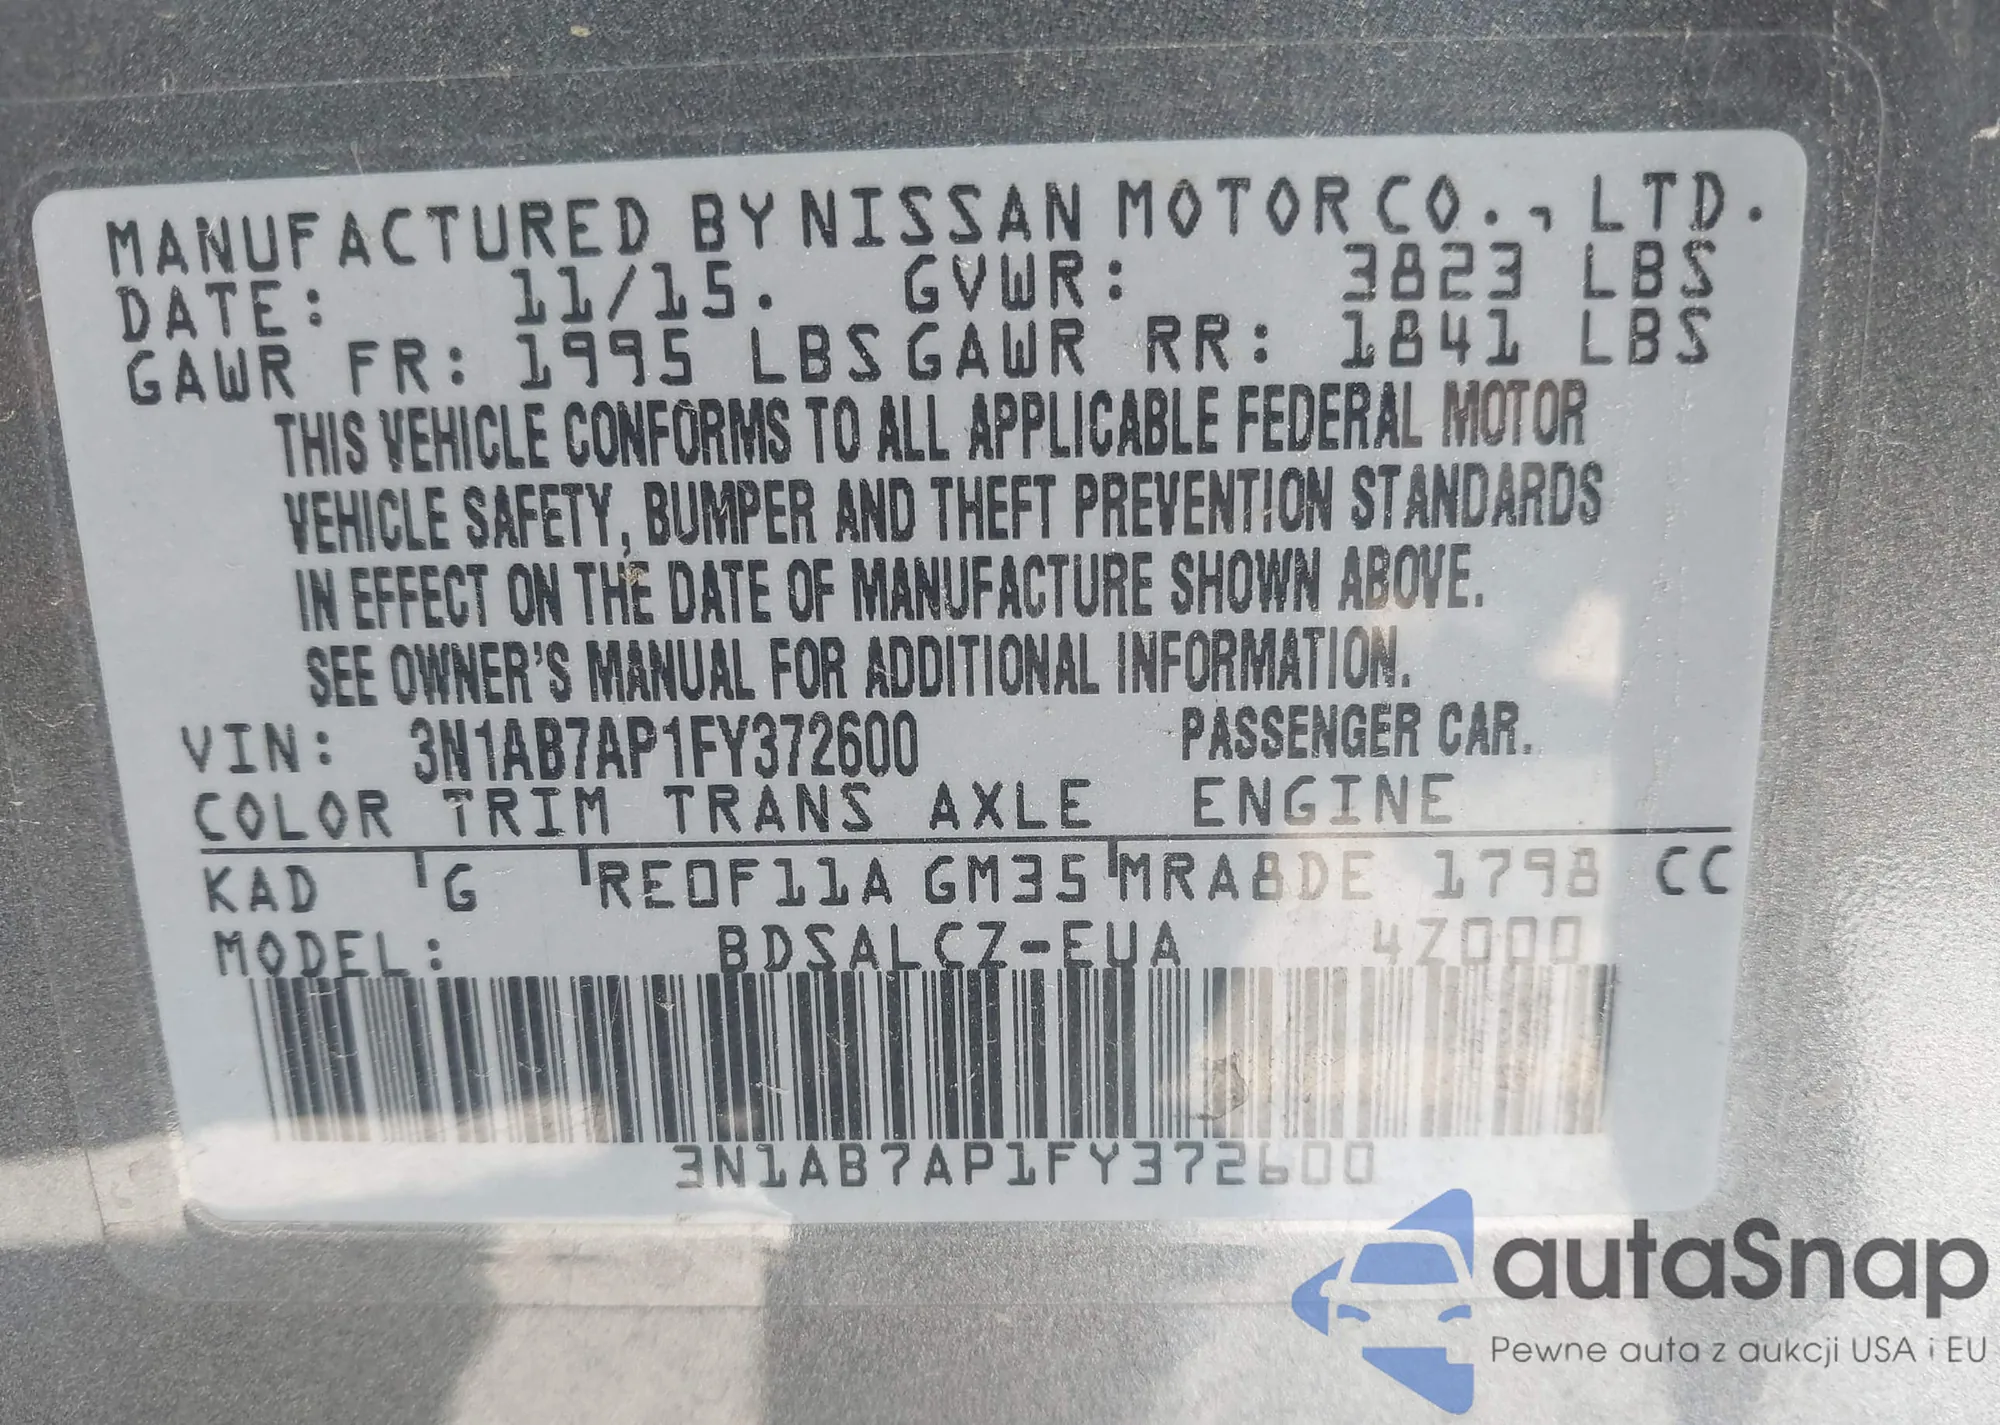 MANUFACTURED BY NISSAN MOTOR CO., LTD.
DATE: 11/15. GVWR: 3823 LBS
GAWR FR: 1995 LBS GAWR RR: 1841 LBS
THIS VEHICLE CONFORMS TO ALL APPLICABLE FEDERAL MOTOR
VEHICLE SAFETY, BUMPER AND THEFT PREVENTION STANDARDS
IN EFFECT ON THE DATE OF MANUFACTURE SHOWN ABOVE.
SEE OWNER'S MANUAL FOR ADDITIONAL INFORMATION.
VIN: 3N1AB7AP1FY372600 PASSENGER CAR.
COLOR TRIM TRANS AXLE ENGINE
KAD G RE0F11A GM35 MRA8DE 1798 CC
MODEL: BDSALCZ-EUA 4Z000
3N1AB7AP1FY372600
autaSnap
Pewne auta z aukcji USA i EU